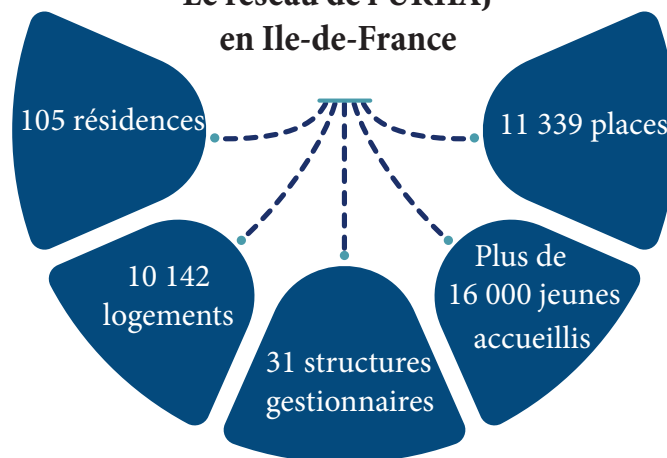 Le réseau de l'URHAJ
en Ile-de-France
105 résidences
10 142
logements
31 structures
gestionnaires
Plus de
16 000 jeunes
accueillis
11 339 places